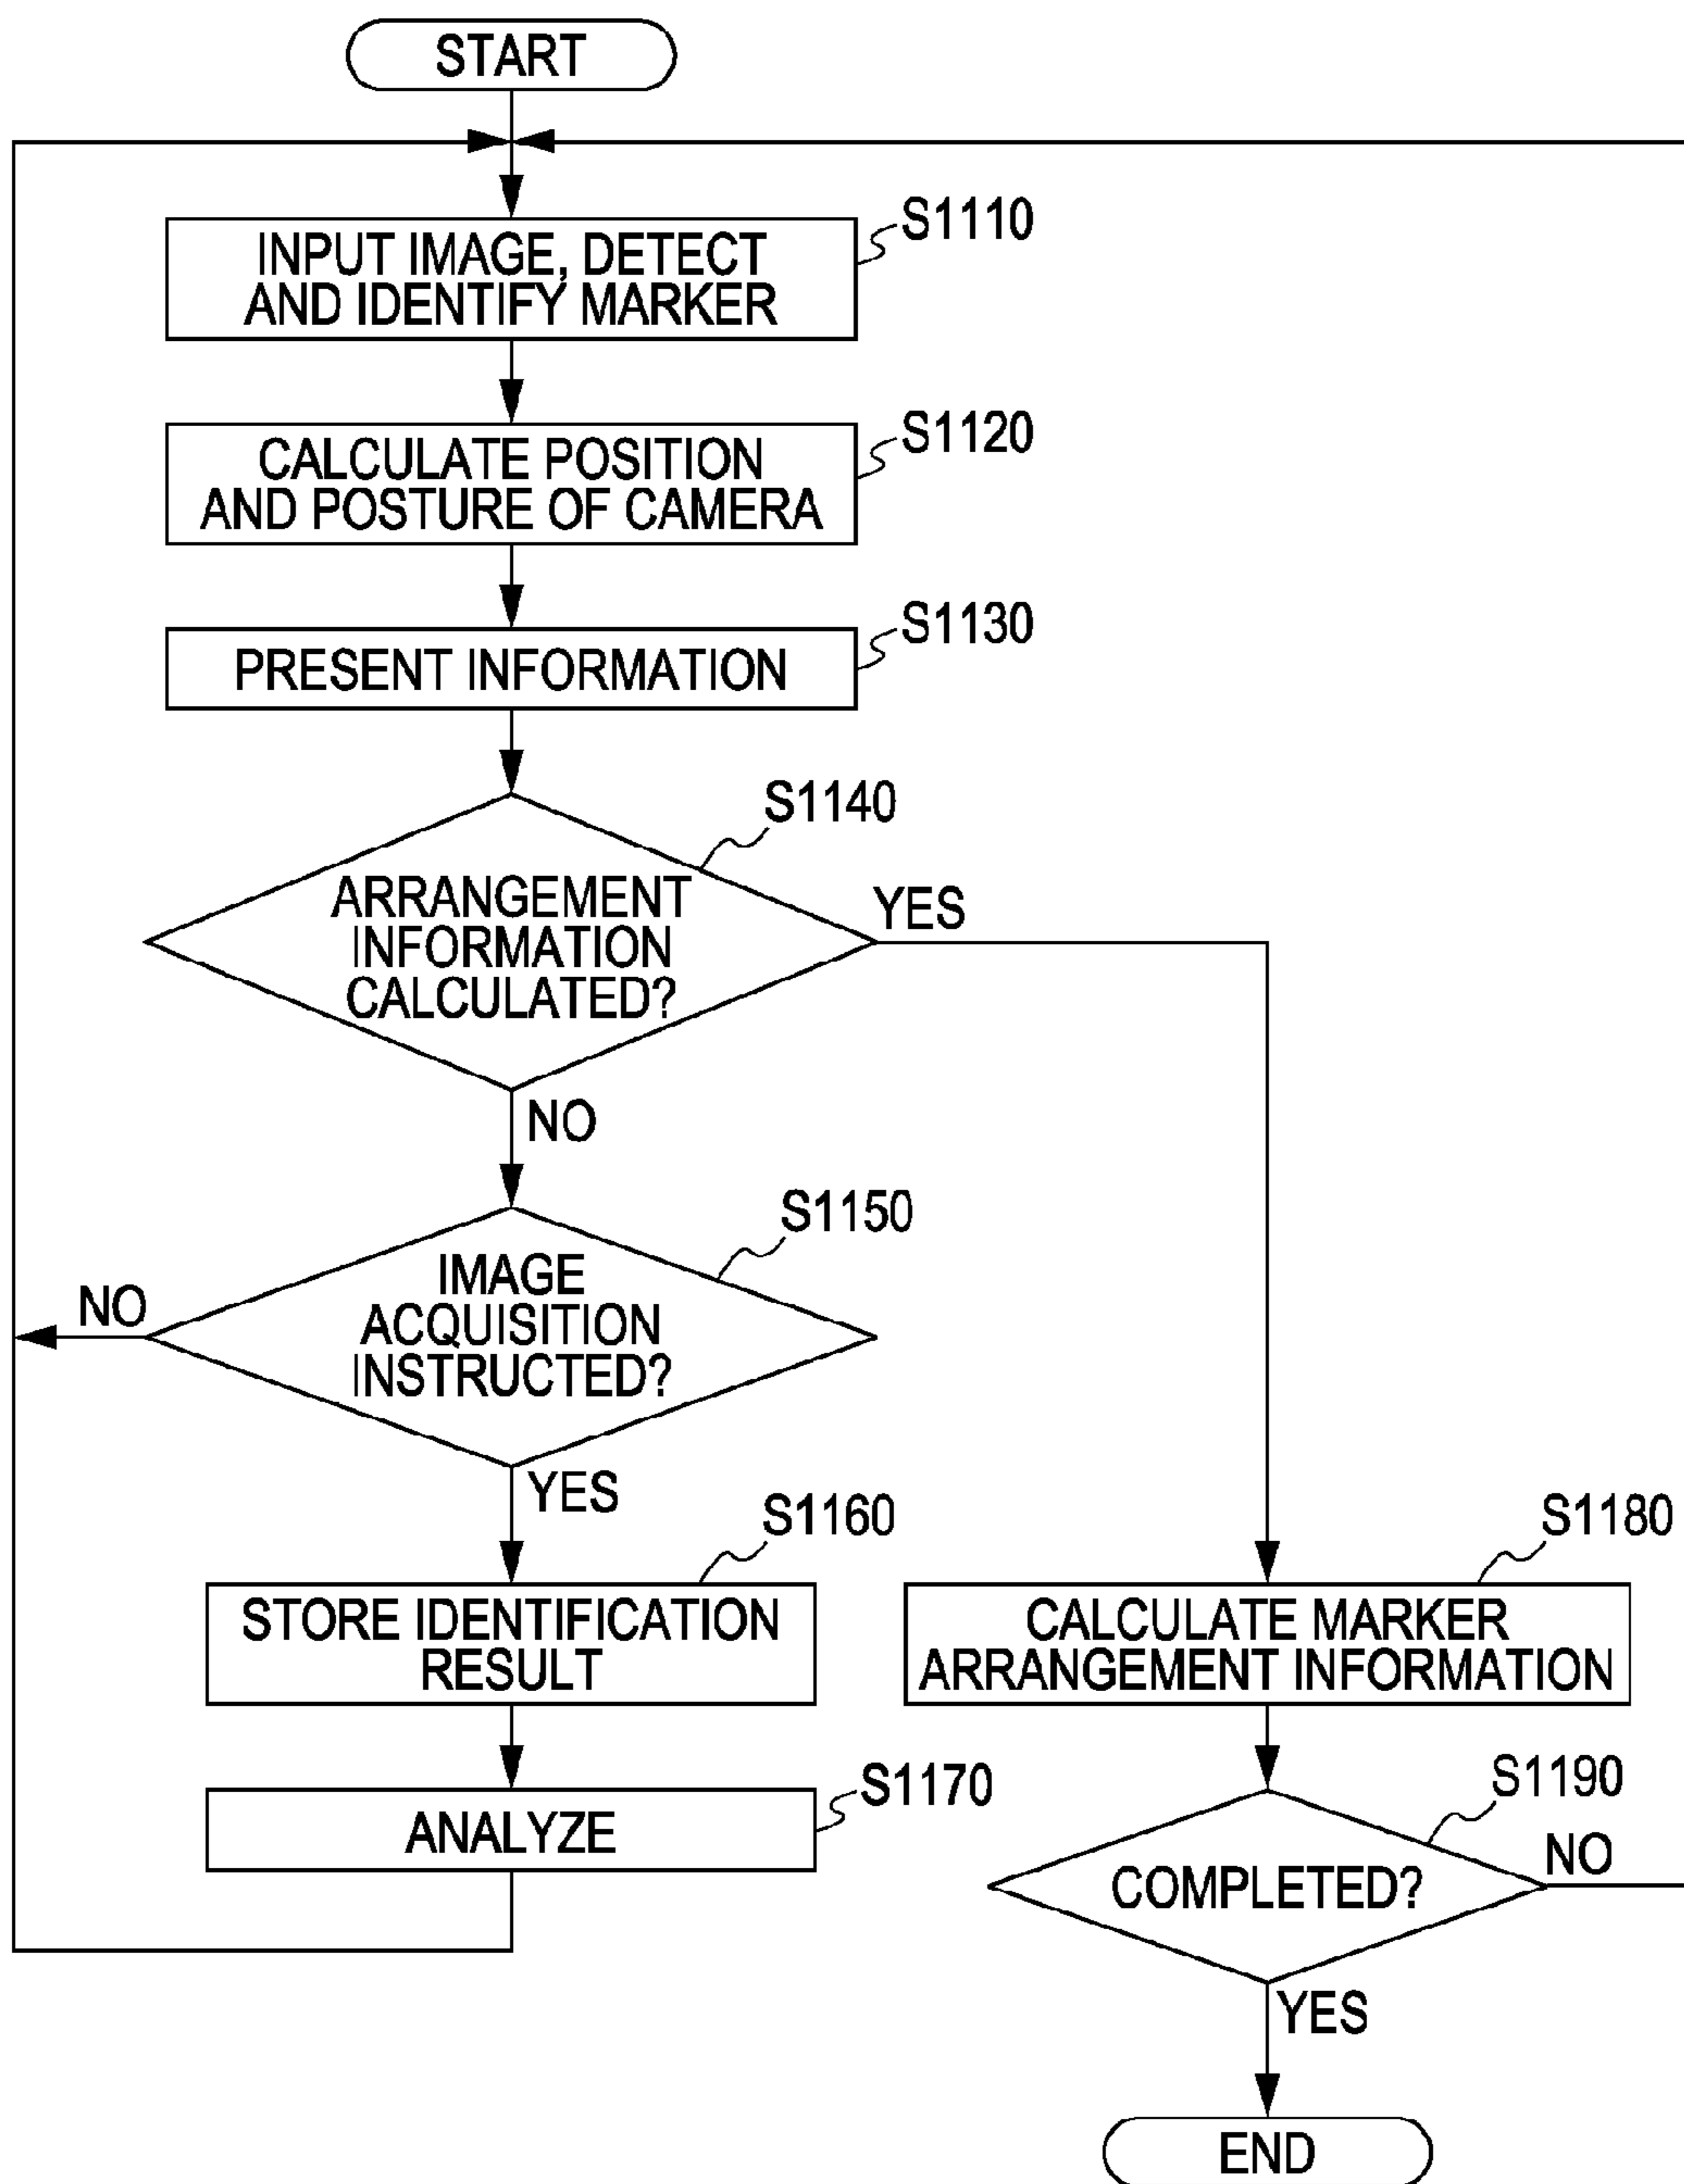 START
S1110
INPUT IMAGE, DETECT
AND IDENTIFY MARKER
S1120
CALCULATE POSITION
AND POSTURE OF CAMERA
S1130
PRESENT INFORMATION
S1140
ARRANGEMENT
INFORMATION
CALCULATED?
YES
NO
S1150
IMAGE
ACQUISITION
INSTRUCTED?
NO
YES
S1160
STORE IDENTIFICATION
RESULT
S1170
ANALYZE
S1180
CALCULATE MARKER
ARRANGEMENT INFORMATION
S1190
COMPLETED?
NO
YES
END